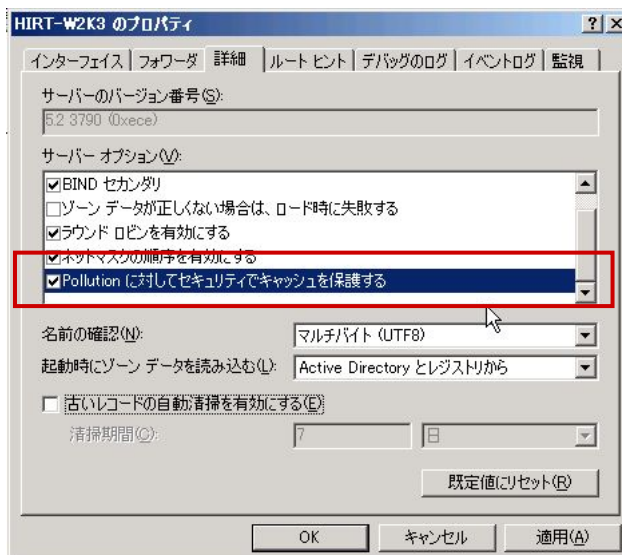 HIRT-W2K3 のプロパティ
インターフェイス フォワーダ 詳細 ルート ヒント デバッグのログ イベントログ 監視
サーバーのバージョン番号(S):
5.2 3790 (0xece)
サーバー オプション(V):
BIND セカンダリ
ゾーン データが正しくない場合は、ロード時に失敗する
ラウンド ロビンを有効にする
ネットマスクの順序を有効にする
Pollution に対してセキュリティでキャッシュを保護する
名前の確認(N): マルチバイト (UTF8)
起動時にゾーン データを読み込む(L): Active Directory とレジストリから
古いレコードの自動清掃を有効にする(E)
清掃期間(C): 7 日
既定値にリセット(R)
OK キャンセル 適用(A)